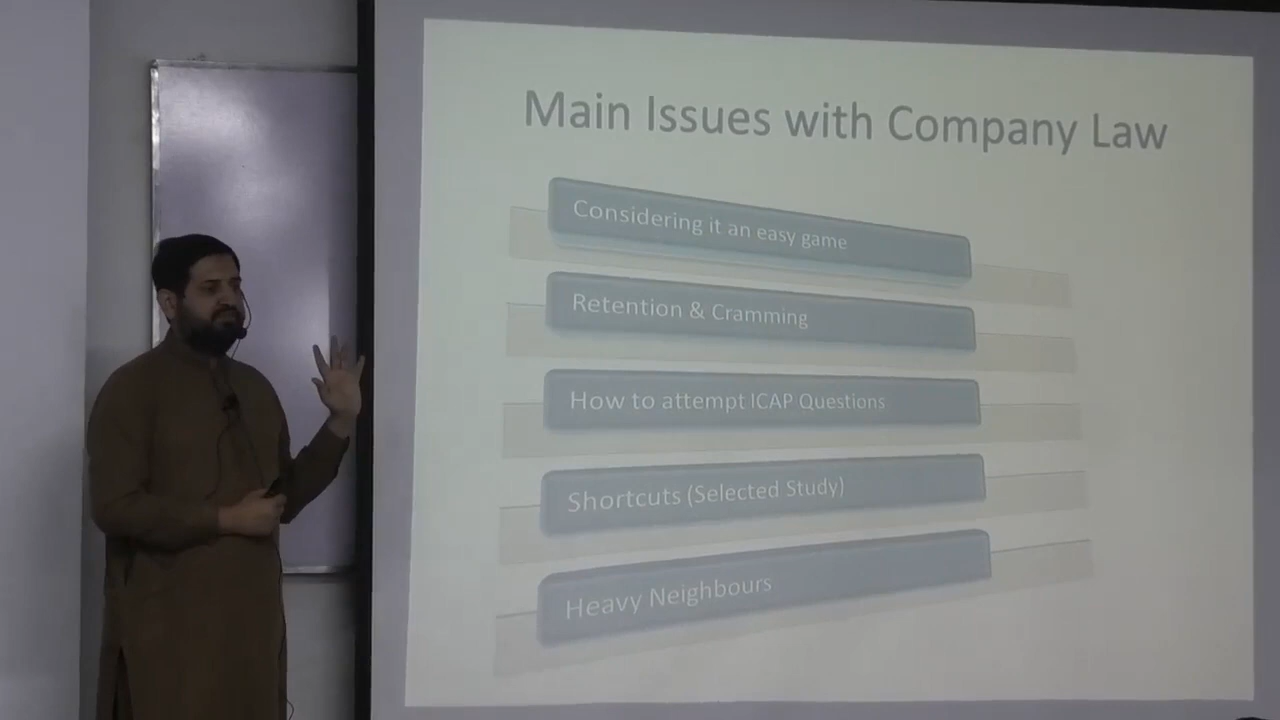 Main Issues with Company Law
Considering it an easy game
Retention & Cramming
How to attempt ICAP Questions
Shortcuts (Selected Study)
Heavy Neighbours